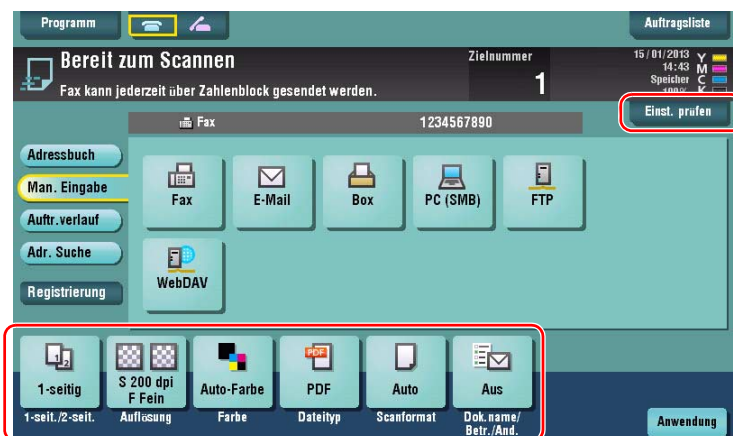 Programm
Auftragsliste
Bereit zum Scannen
Fax kann jederzeit über Zahlenblock gesendet werden.
Zielnummer
1
15/01/2013
14:43
Speicher
100%
Y
M
C
K
Fax 1234567890
Einst. prüfen
Adressbuch
Man. Eingabe
Auftr.verlauf
Adr. Suche
Registrierung
Fax
E-Mail
Box
PC (SMB)
FTP
WebDAV
1-seitig
S 200 dpi
F Fein
Auto-Farbe
PDF
PDF
Auto
Aus
1-seit./2-seit.
Auflösung
Farbe
Dateityp
Scanformat
Dok.name/
Betr./And.
Anwendung